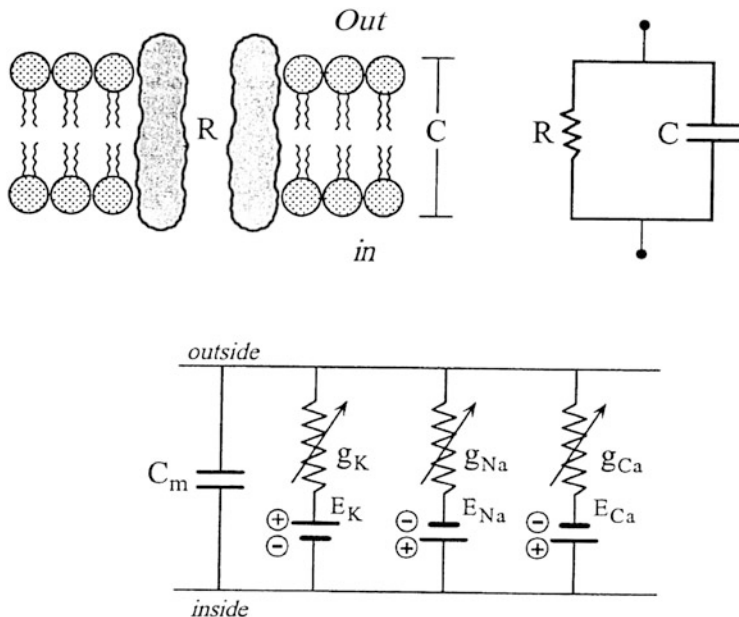 Out
R
C
in
R
C
outside
C_m
g_K
g_Na
g_Ca
E_K
E_Na
E_Ca
⊕
⊖
⊖
⊕
⊖
⊕
inside